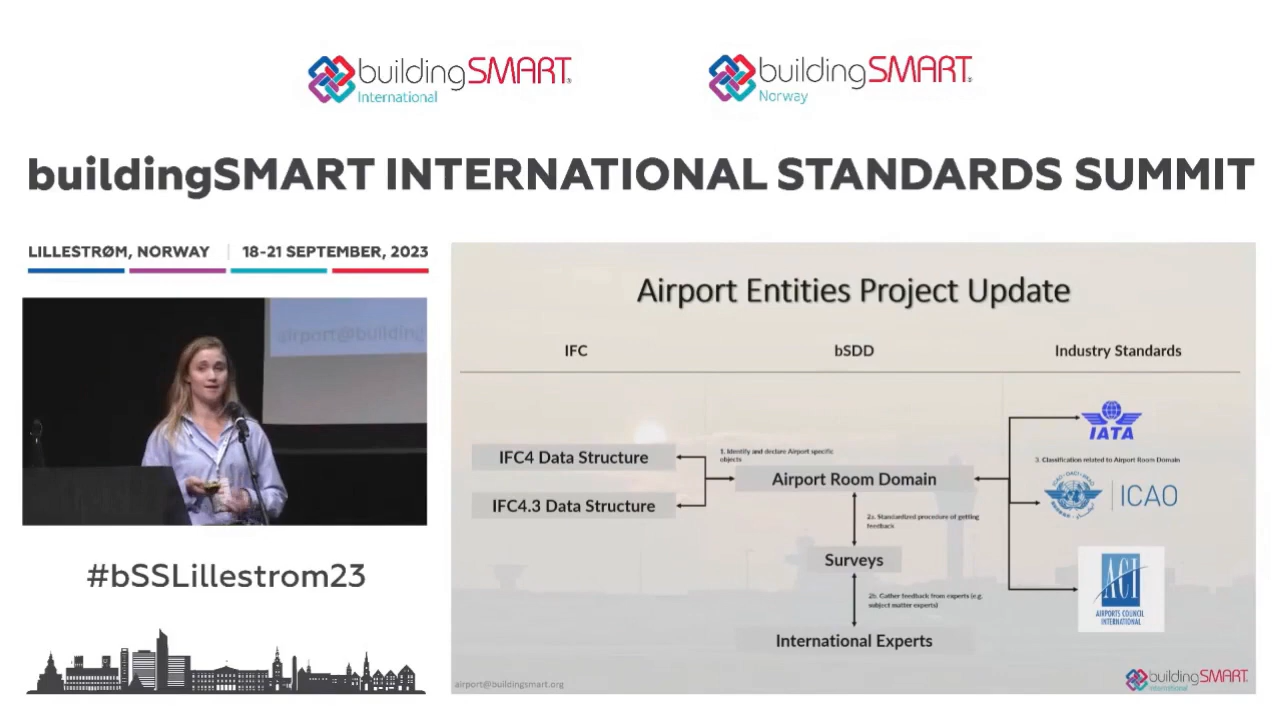 buildingSMART
International
buildingSMART
Norway
buildingSMART INTERNATIONAL STANDARDS SUMMIT
LILLESTRØM, NORWAY | 18-21 SEPTEMBER, 2023
airport@building
#bSSLillestrom23
Airport Entities Project Update
IFC
bSDD
Industry Standards
IFC4 Data Structure
IFC4.3 Data Structure
1. Identify and declare Airport specific
objects
Airport Room Domain
2a. Standardized procedure of getting
feedback
Surveys
2b. Gather feedback from experts (e.g.
subject matter experts)
International Experts
IATA
3. Classification related to Airport Room Domain
ICAO
ACI
AIRPORTS COUNCIL
INTERNATIONAL
airport@buildingsmart.org
buildingSMART
International